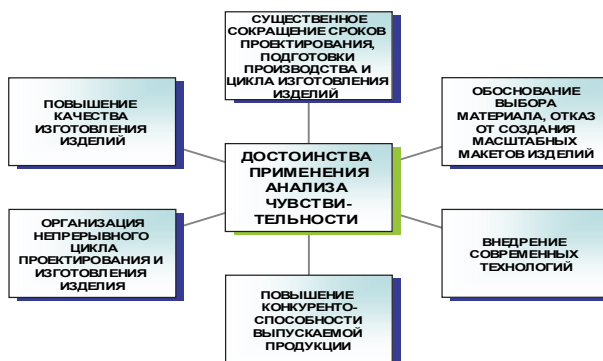 СУЩЕСТВЕННОЕ
СОКРАЩЕНИЕ СРОКОВ
ПРОЕКТИРОВАНИЯ,
ПОДГОТОВКИ
ПРОИЗВОДСТВА И
ЦИКЛА ИЗГОТОВЛЕНИЯ
ИЗДЕЛИЙ
ПОВЫШЕНИЕ
КАЧЕСТВА
ИЗГОТОВЛЕНИЯ
ИЗДЕЛИЙ
ОБОСНОВАНИЕ
ВЫБОРА
МАТЕРИАЛА, ОТКАЗ
ОТ СОЗДАНИЯ
МАСШТАБНЫХ
МАКЕТОВ ИЗДЕЛИЙ
ДОСТОИНСТВА
ПРИМЕНЕНИЯ
АНАЛИЗА
ЧУВСТВИ-
ТЕЛЬНОСТИ
ОРГАНИЗАЦИЯ
НЕПРЕРЫВНОГО
ЦИКЛА
ПРОЕКТИРОВАНИЯ И
ИЗГОТОВЛЕНИЯ
ИЗДЕЛИЯ
ВНЕДРЕНИЕ
СОВРЕМЕННЫХ
ТЕХНОЛОГИЙ
ПОВЫШЕНИЕ
КОНКУРЕНТО-
СПОСОБНОСТИ
ВЫПУСКАЕМОЙ
ПРОДУКЦИИ